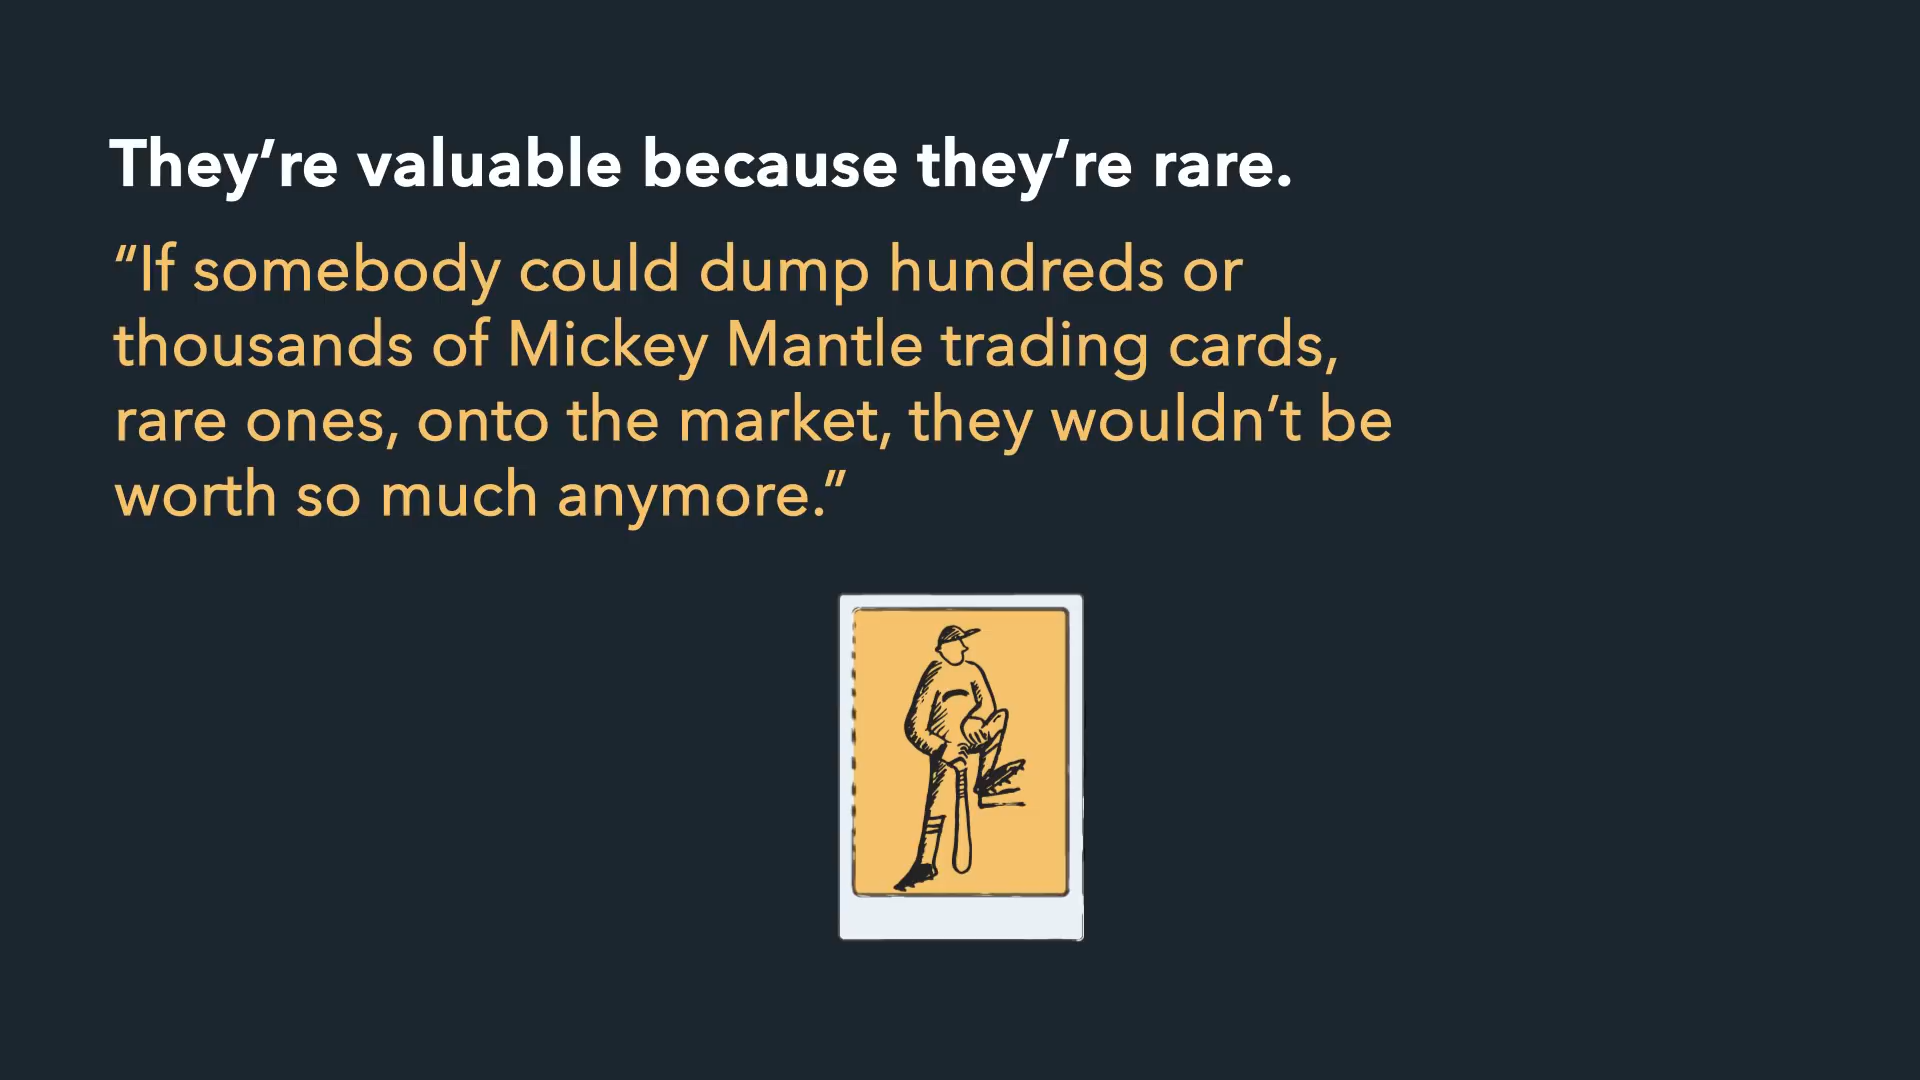 They’re valuable because they’re rare.
“If somebody could dump hundreds or
thousands of Mickey Mantle trading cards,
rare ones, onto the market, they wouldn’t be
worth so much anymore.”